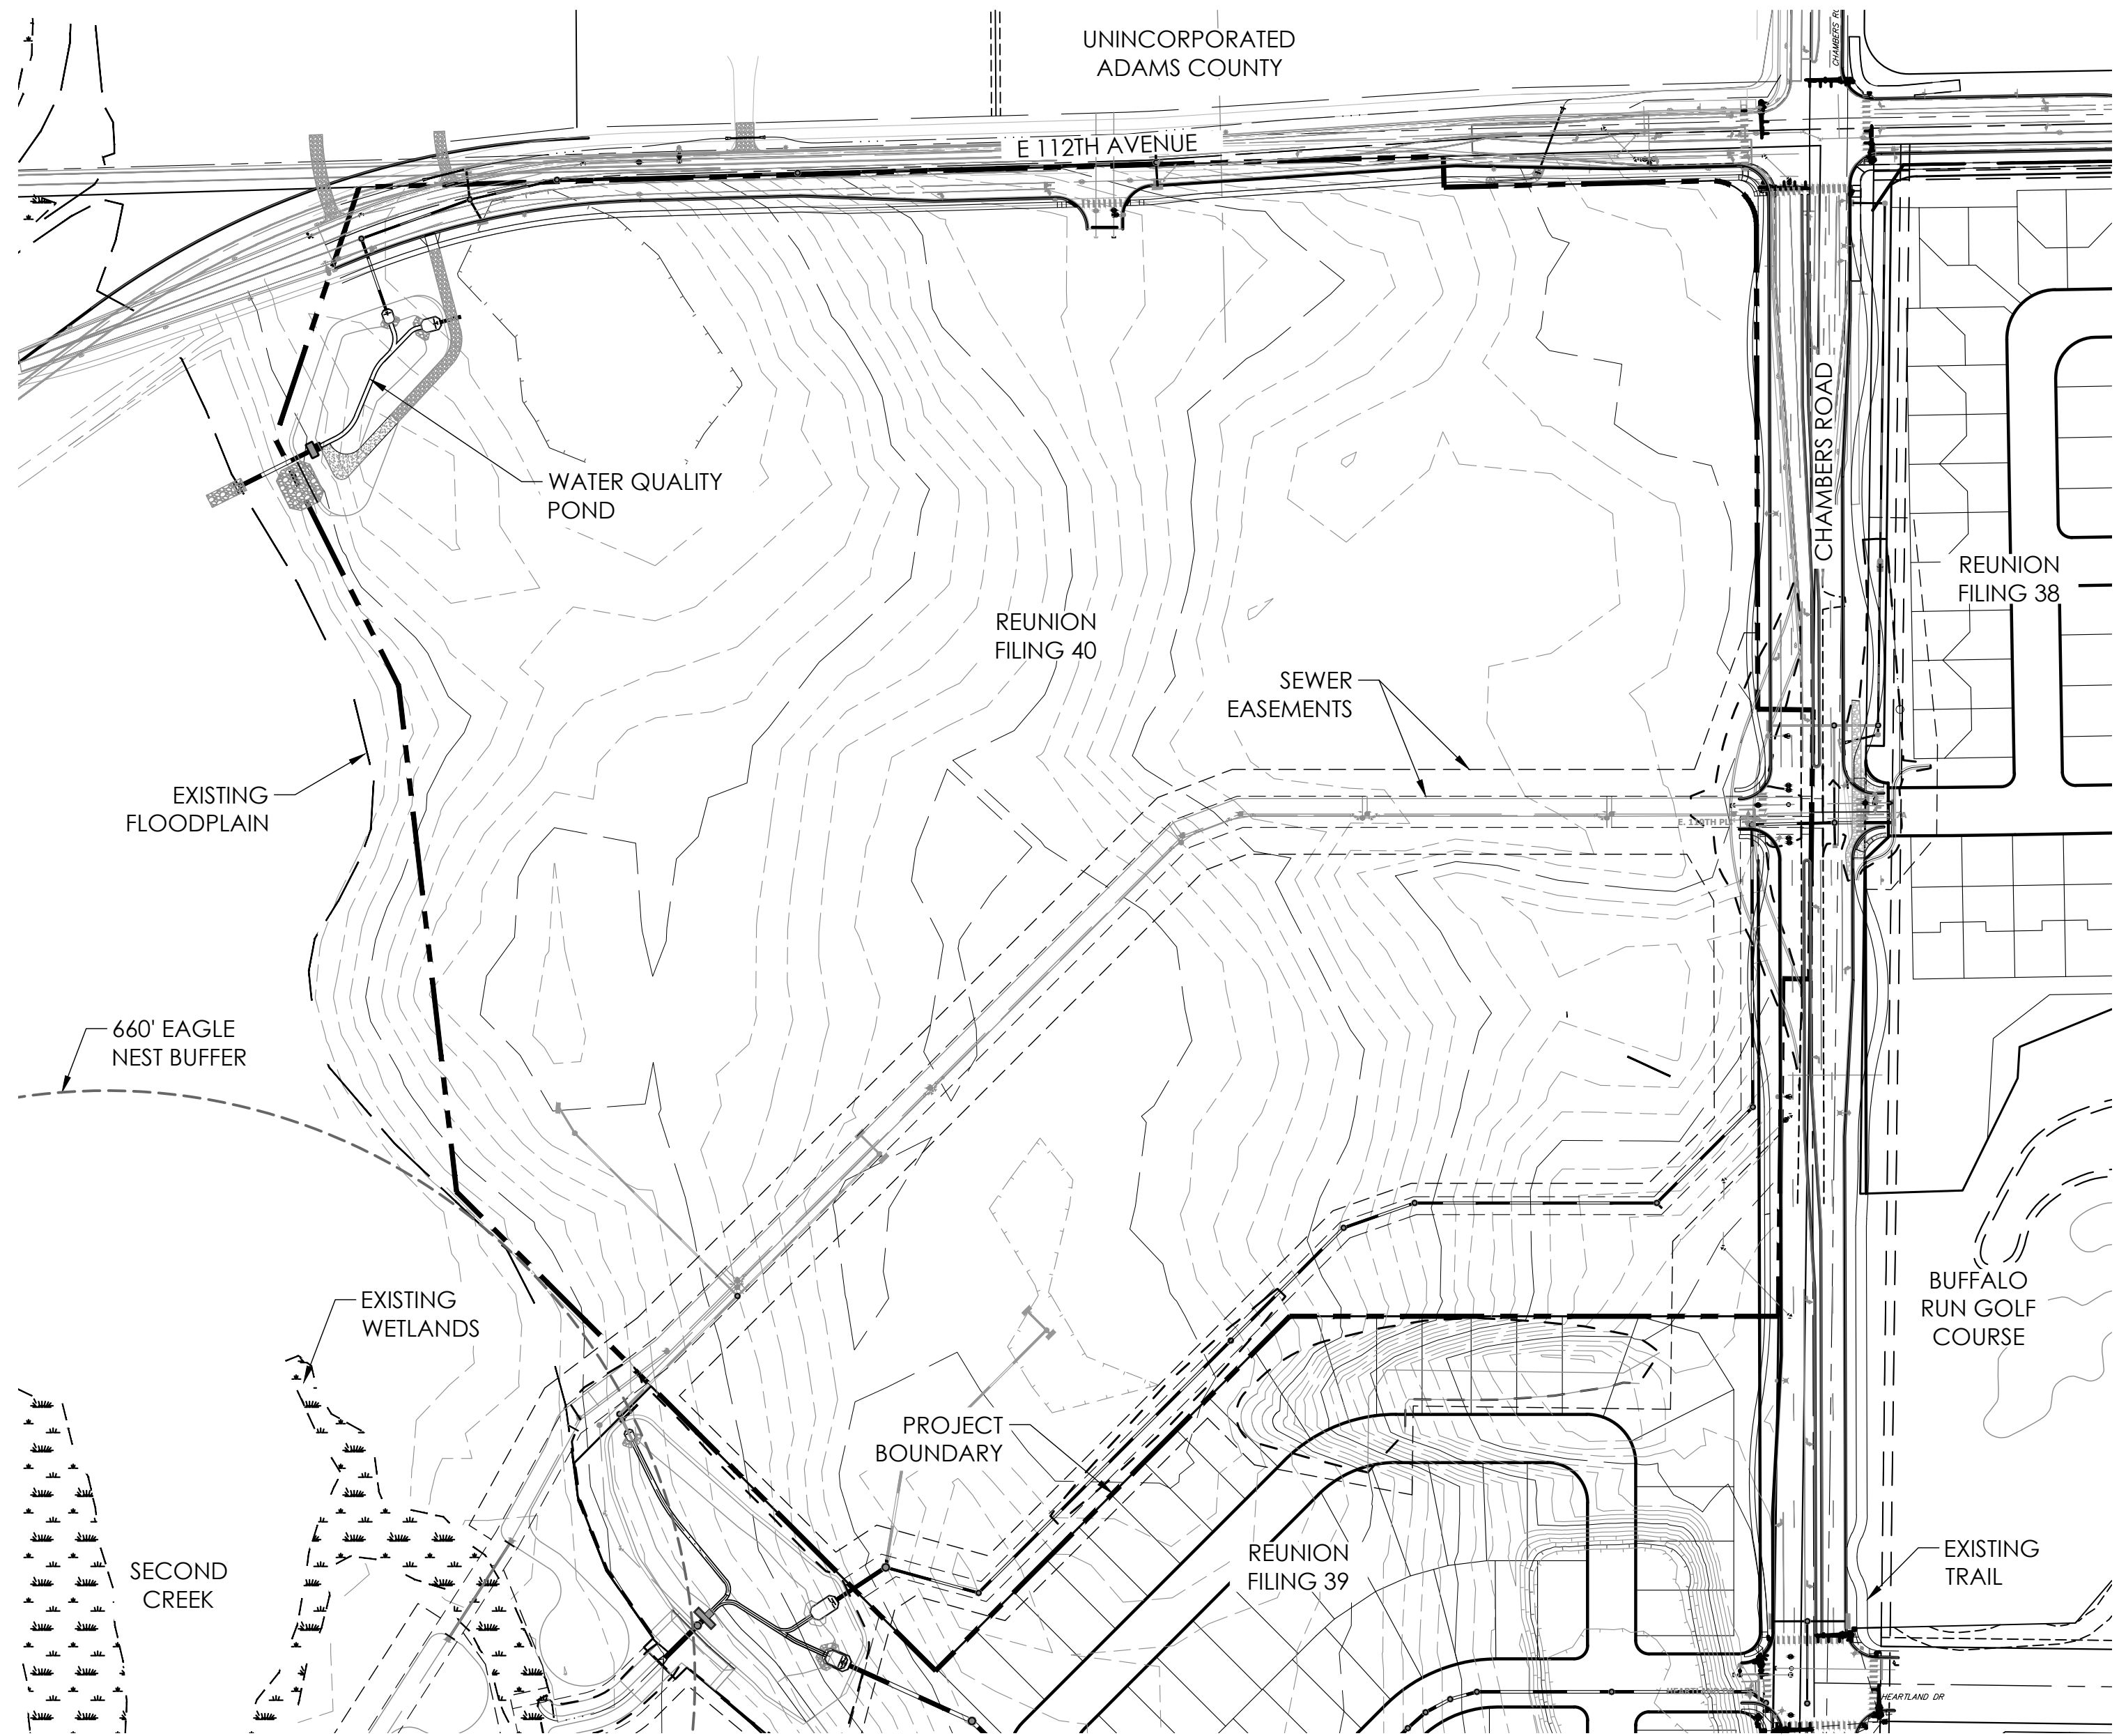 UNINCORPORATED
ADAMS COUNTY
E 112TH AVENUE
CHAMBERS ROAD
WATER QUALITY
POND
REUNION
FILING 38
REUNION
FILING 40
SEWER
EASEMENTS
EXISTING
FLOODPLAIN
E. 110TH PL
660' EAGLE
NEST BUFFER
EXISTING
WETLANDS
BUFFALO
RUN GOLF
COURSE
PROJECT
BOUNDARY
REUNION
FILING 39
EXISTING
TRAIL
SECOND
CREEK
HEARTLAND DR